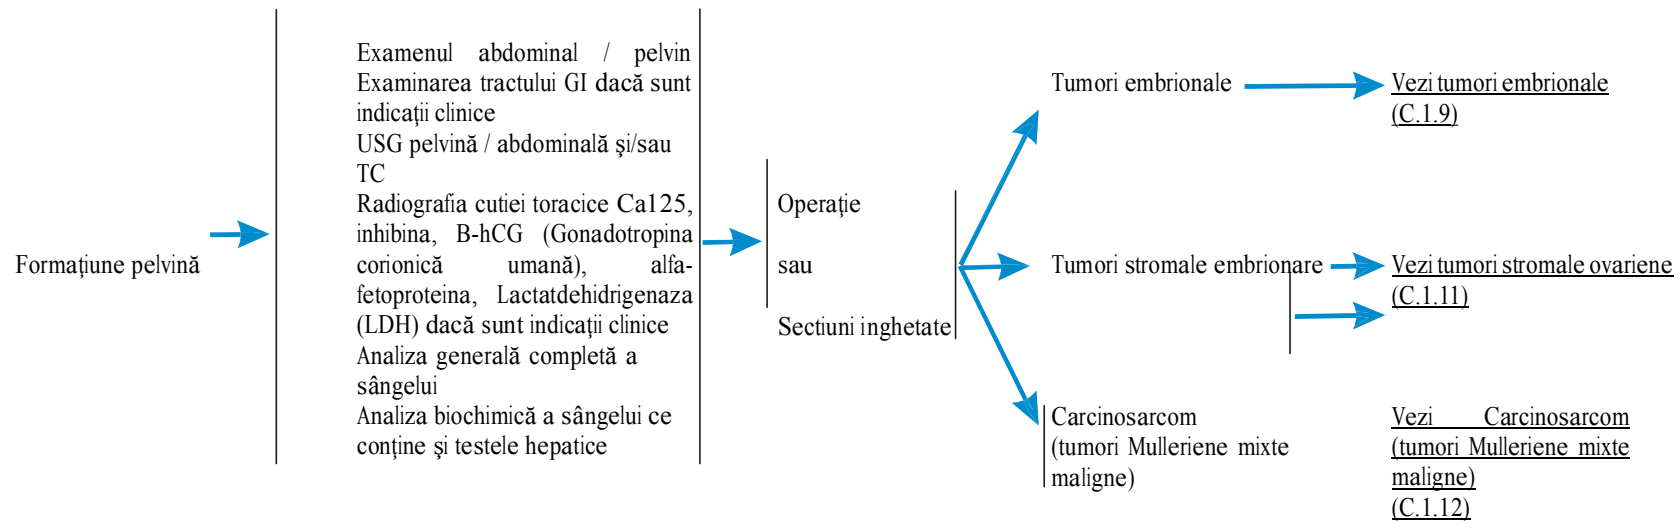 Formațiune pelvină
Examenul abdominal / pelvin
Examinarea tractului GI dacă sunt
indicații clinice
USG pelvină / abdominală și/sau
TC
Radiografia cutiei toracice Ca125,
inhibina, B-hCG (Gonadotropina
corionică umană), alfa-
fetoproteina, Lactatdehidrigenaza
(LDH) dacă sunt indicații clinice
Analiza generală completă a
sângelui
Analiza biochimică a sângelui ce
conține și testele hepatice
Operație
sau
Sectiuni inghetate
Tumori embrionale
Vezi tumori embrionale
(C.1.9)
Tumori stromale embrionare
Vezi tumori stromale ovariene
(C.1.11)
Carcinosarcom
(tumori Mulleriene mixte
maligne)
Vezi Carcinosarcom
(tumori Mulleriene mixte
maligne)
(C.1.12)